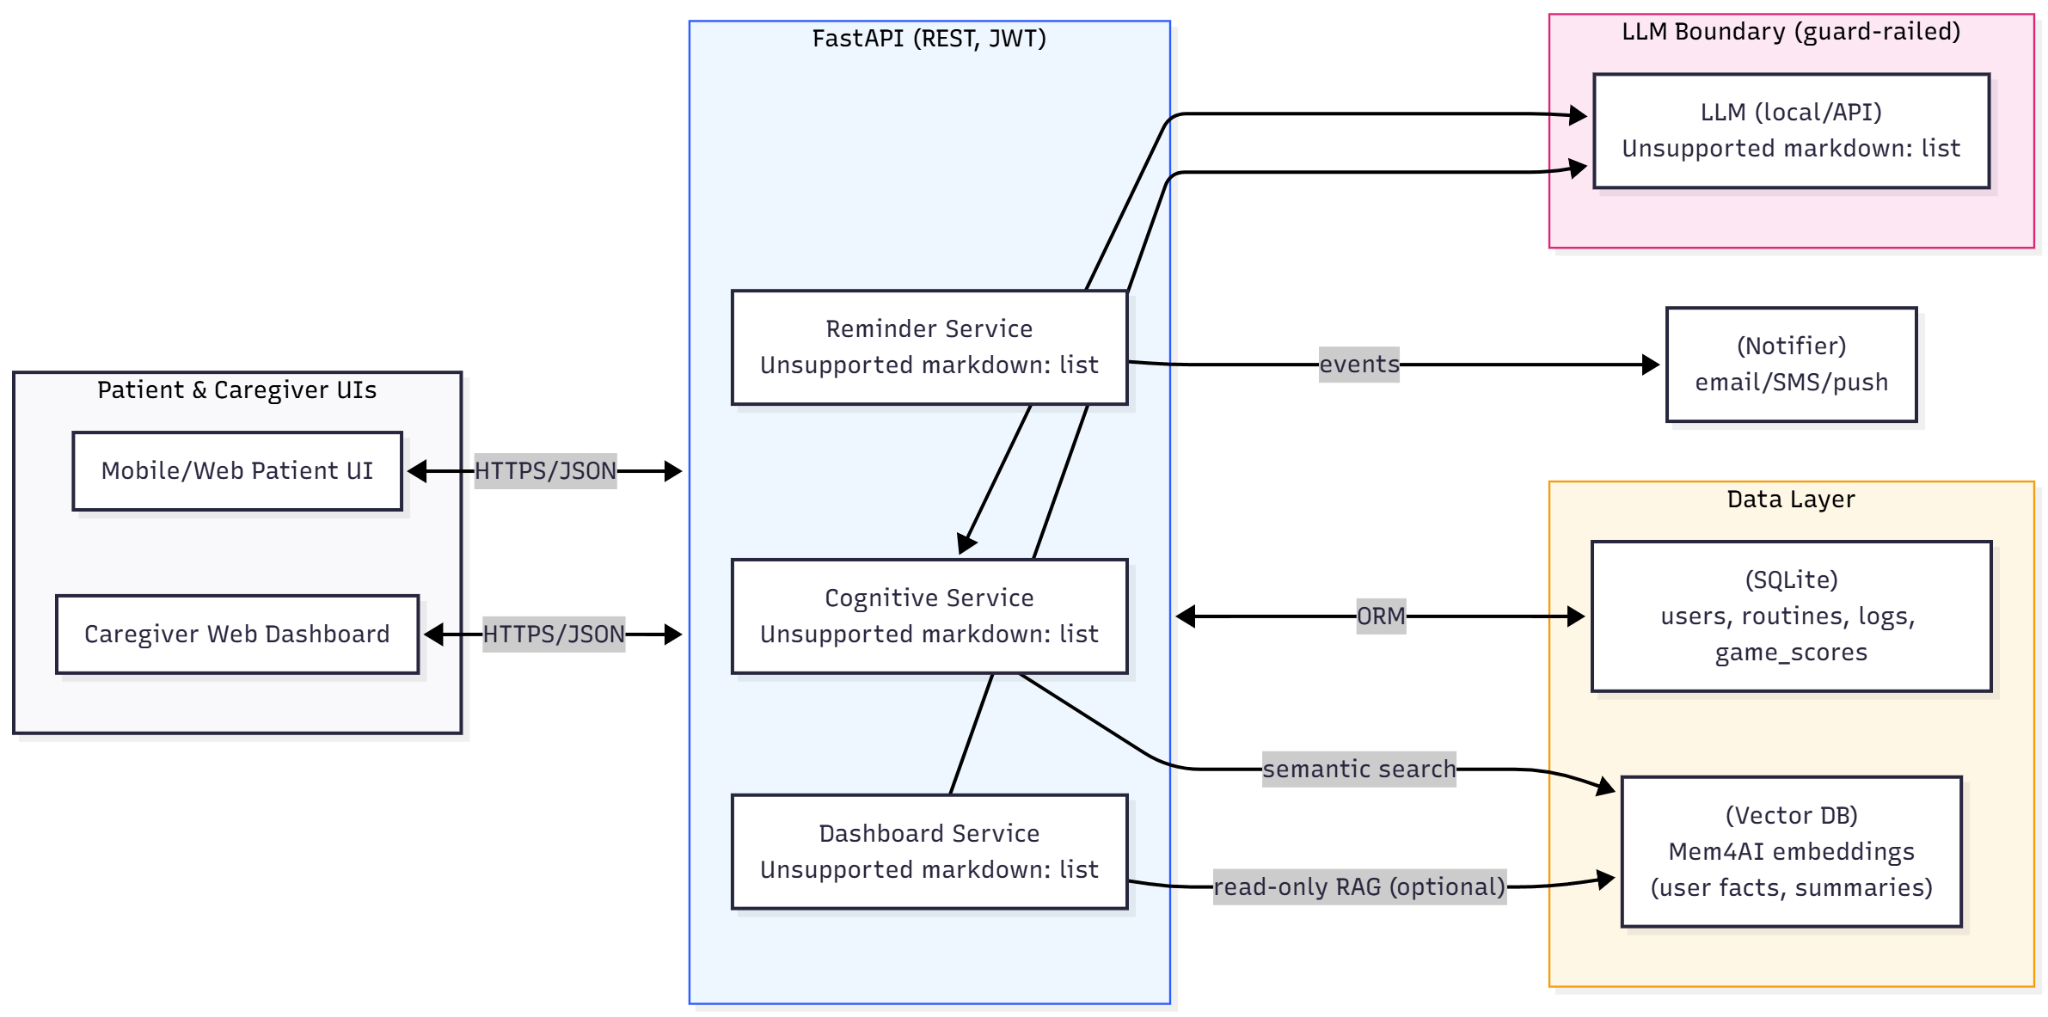 FastAPI (REST, JWT)
LLM Boundary (guard-railed)
LLM (local/API)
Unsupported markdown: list
Reminder Service
Unsupported markdown: list
events
(Notifier)
email/SMS/push
Patient & Caregiver UIs
Mobile/Web Patient UI
HTTPS/JSON
Caregiver Web Dashboard
HTTPS/JSON
Cognitive Service
Unsupported markdown: list
ORM
Data Layer
(SQLite)
users, routines, logs,
game_scores
semantic search
Dashboard Service
Unsupported markdown: list
read-only RAG (optional)
(Vector DB)
Mem4AI embeddings
(user facts, summaries)